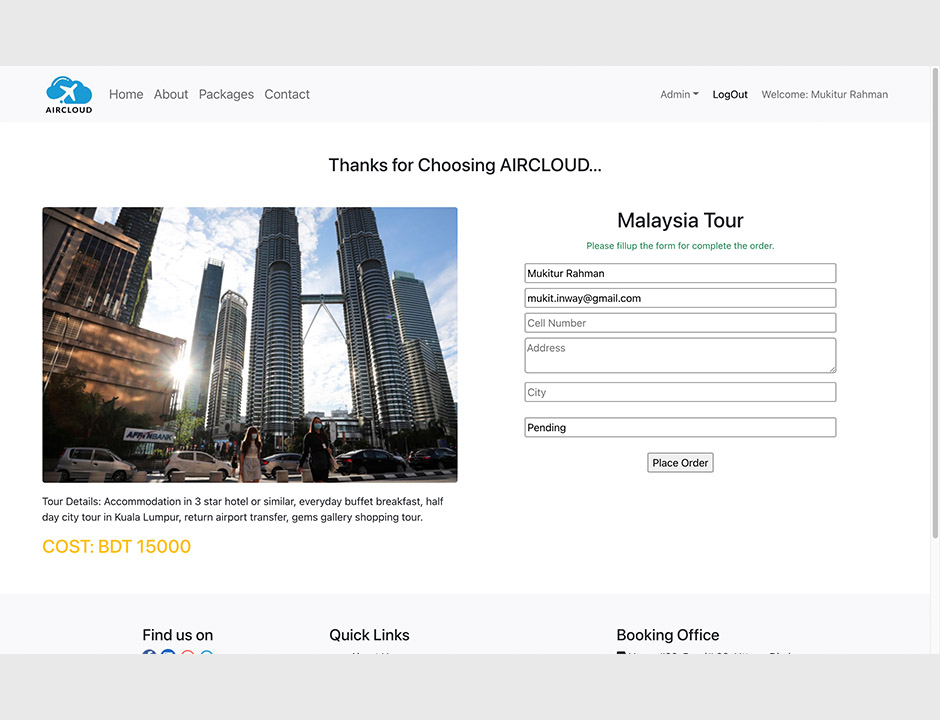 AIRCLOUD
Home About Packages Contact
Admin LogOut Welcome: Mukitur Rahman
Thanks for Choosing AIRCLOUD...
AFFIN BANK
Tour Details: Accommodation in 3 star hotel or similar, everyday buffet breakfast, half
day city tour in Kuala Lumpur, return airport transfer, gems gallery shopping tour.
COST: BDT 15000
Malaysia Tour
Please fillup the form for complete the order.
Mukitur Rahman
mukit.inway@gmail.com
Cell Number
Address
City
Pending
Place Order
Find us on
Quick Links
Booking Office